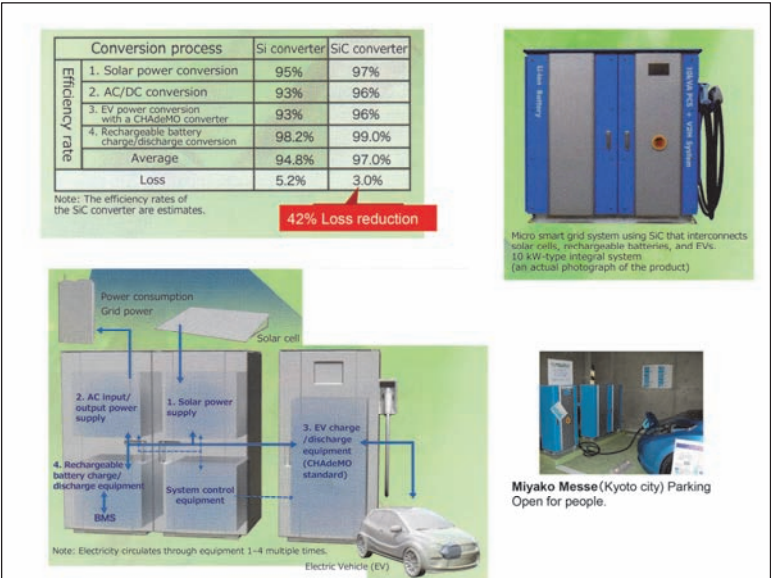 Conversion process Si converter SiC converter
Efficiency rate
1. Solar power conversion 95% 97%
2. AC/DC conversion 93% 96%
3. EV power conversion
with a CHAdeMO converter 93% 96%
4. Rechargeable battery
charge/discharge conversion 98.2% 99.0%
Average 94.8% 97.0%
Loss 5.2% 3.0%
Note: The efficiency rates of
the SiC converter are estimates.
42% Loss reduction
Li-Ion Battery
10kVA PCS + V2H System
Micro smart grid system using SiC that interconnects
solar cells, rechargeable batteries, and EVs.
10 kW-type integral system
(an actual photograph of the product)
Power consumption
Grid power
Solar cell
2. AC input/
output power
supply
1. Solar power
supply
3. EV charge
/discharge
equipment
(CHAdeMO
standard)
4. Rechargeable
battery charge/
discharge equipment
System control
equipment
BMS
Note: Electricity circulates through equipment 1–4 multiple times.
Electric Vehicle (EV)
Miyako Messe(Kyoto city) Parking
Open for people.